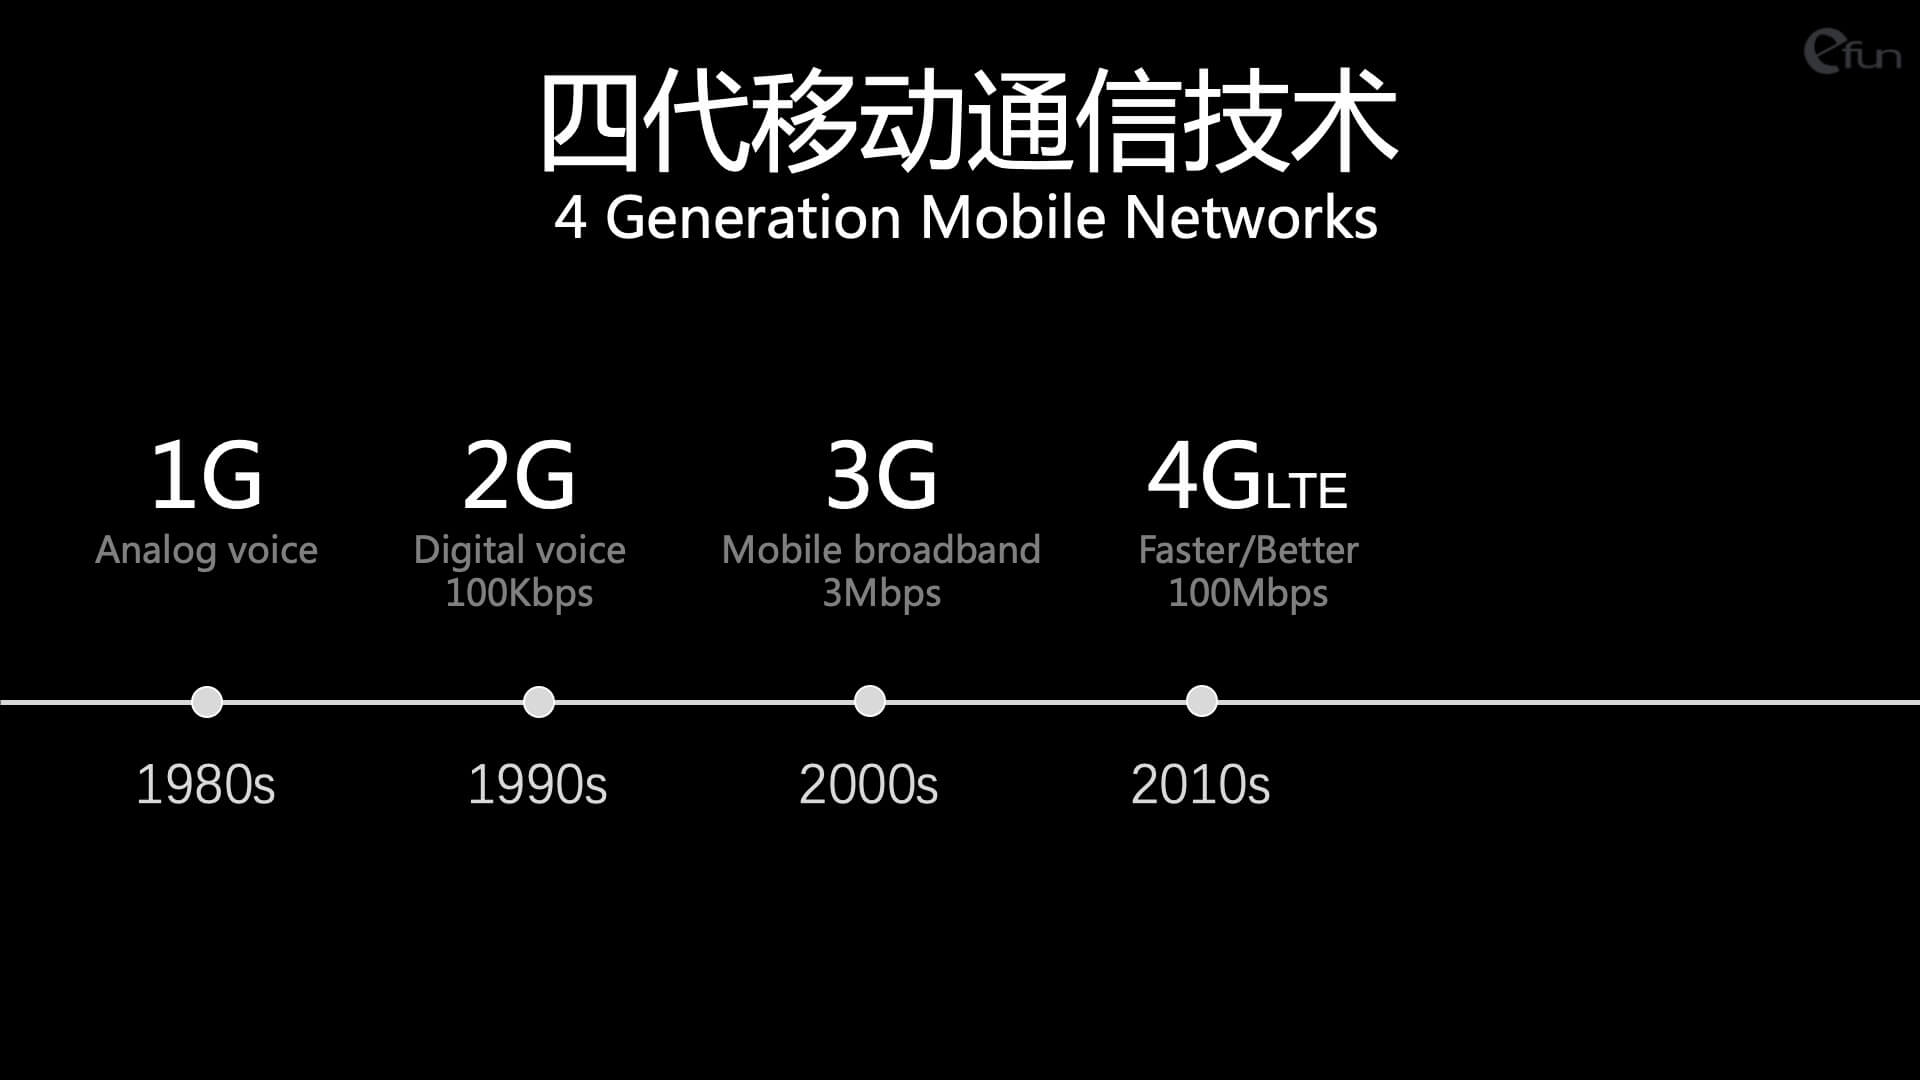 efun
四代移动通信技术
4 Generation Mobile Networks
1G
Analog voice
2G
Digital voice
100Kbps
3G
Mobile broadband
3Mbps
4GLTE
Faster/Better
100Mbps
1980s
1990s
2000s
2010s